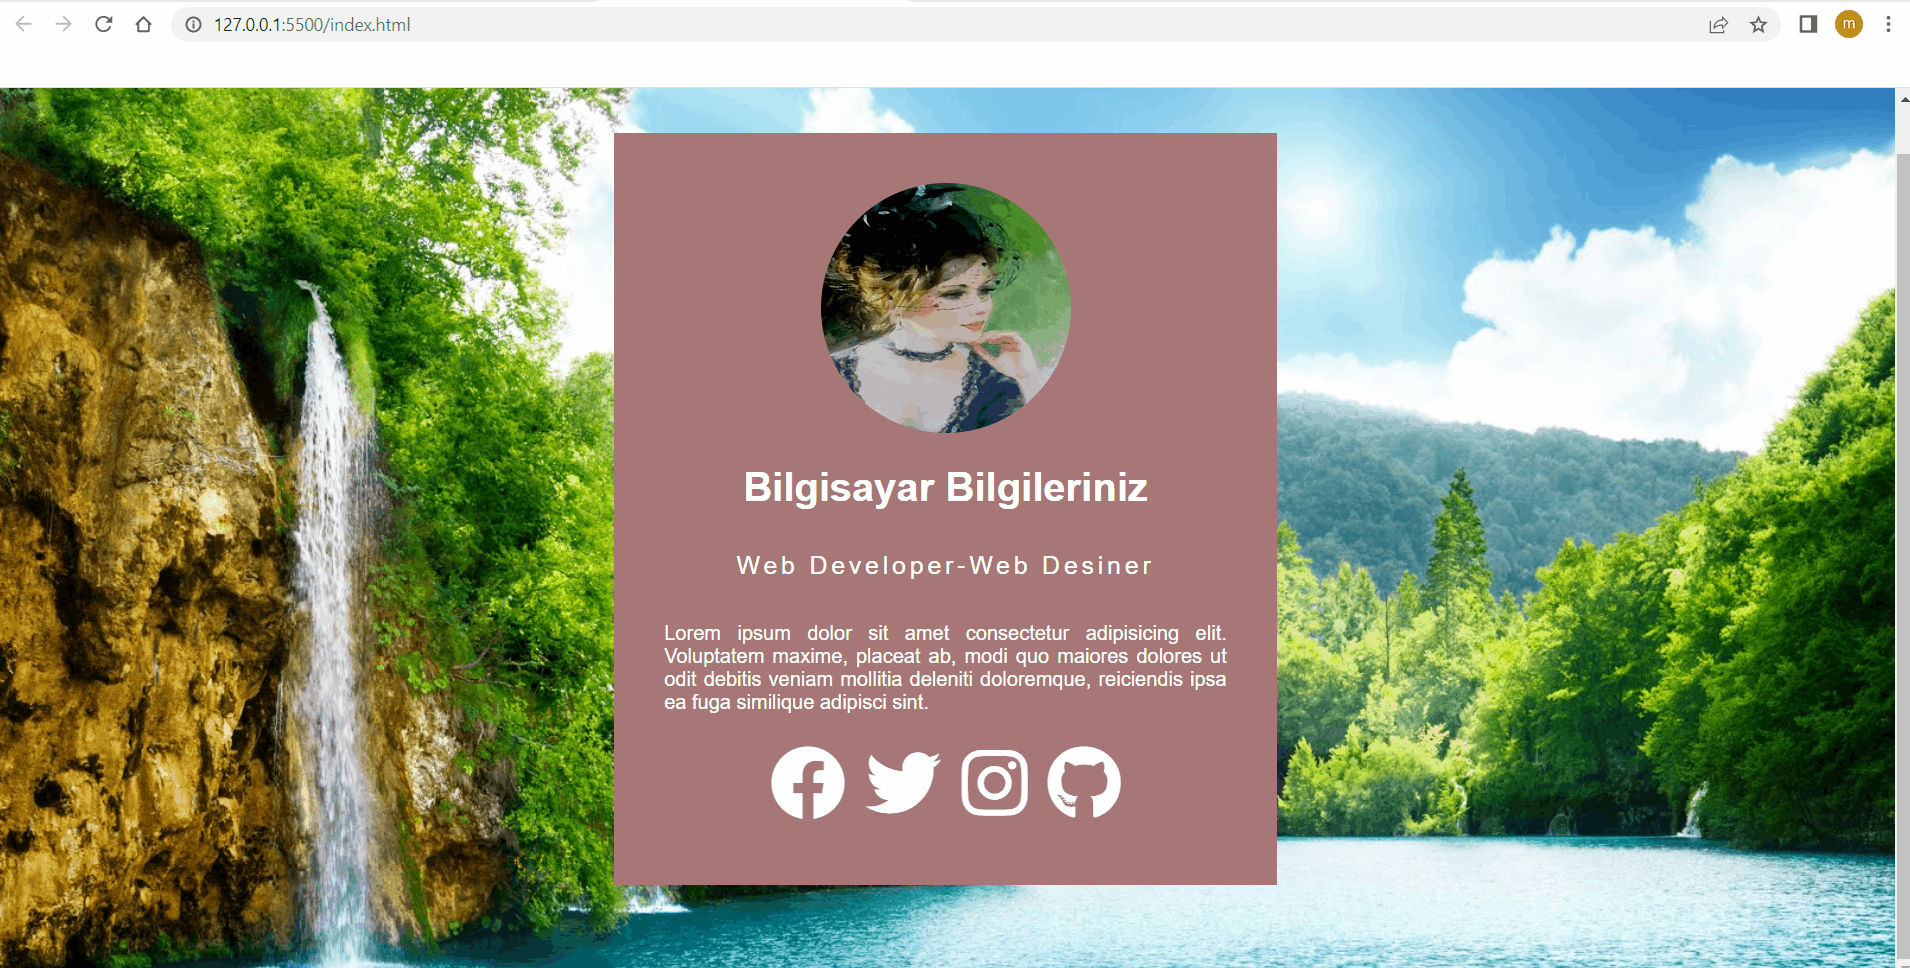 127.0.0.1:5500/index.html
m
Bilgisayar Bilgileriniz
Web Developer-Web Desiner
Lorem ipsum dolor sit amet consectetur adipisicing elit.
Voluptatem maxime, placeat ab, modi quo maiores dolores ut
odit debitis veniam mollitia deleniti doloremque, reiciendis ipsa
ea fuga similique adipisci sint.